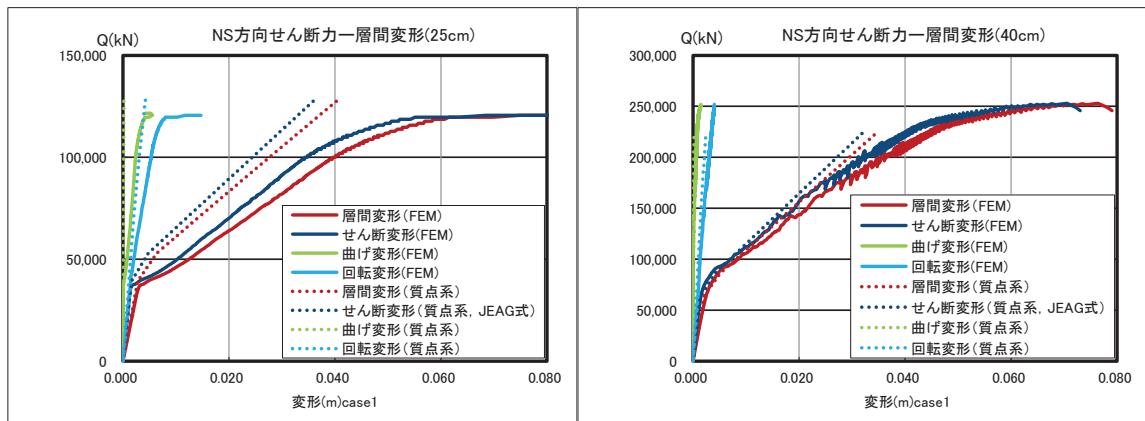 NS方向せん断力ー層間変形(25cm)
Q(kN)
150,000
100,000
50,000
0
0.000
0.020
0.040
0.060
0.080
変形(m)case1
層間変形(FEM)
せん断変形(FEM)
曲げ変形(FEM)
回転変形(FEM)
層間変形(質点系)
せん断変形(質点系, JEAG式)
曲げ変形(質点系)
回転変形(質点系)
NS方向せん断力ー層間変形(40cm)
Q(kN)
300,000
250,000
200,000
150,000
100,000
50,000
0
0.000
0.020
0.040
0.060
0.080
変形(m)case1
層間変形(FEM)
せん断変形(FEM)
曲げ変形(FEM)
回転変形(FEM)
層間変形(質点系)
せん断変形(質点系, JEAG式)
曲げ変形(質点系)
回転変形(質点系)